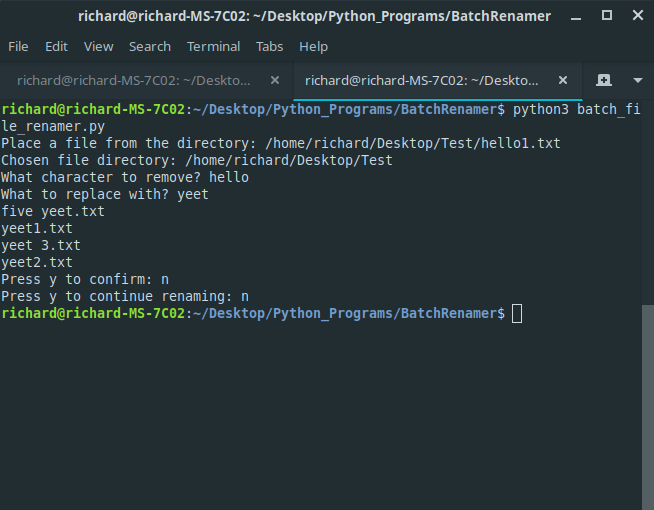 richard@richard-MS-7C02: ~/Desktop/Python_Programs/BatchRenamer
File Edit View Search Terminal Tabs Help
richard@richard-MS-7C02: ~/Deskto... richard@richard-MS-7C02: ~/Deskto...
richard@richard-MS-7C02:~/Desktop/Python_Programs/BatchRenamer$ python3 batch_fi
le_renamer.py
Place a file from the directory: /home/richard/Desktop/Test/hello1.txt
Chosen file directory: /home/richard/Desktop/Test
What character to remove? hello
What to replace with? yeet
five yeet.txt
yeet1.txt
yeet 3.txt
yeet2.txt
Press y to confirm: n
Press y to continue renaming: n
richard@richard-MS-7C02:~/Desktop/Python_Programs/BatchRenamer$